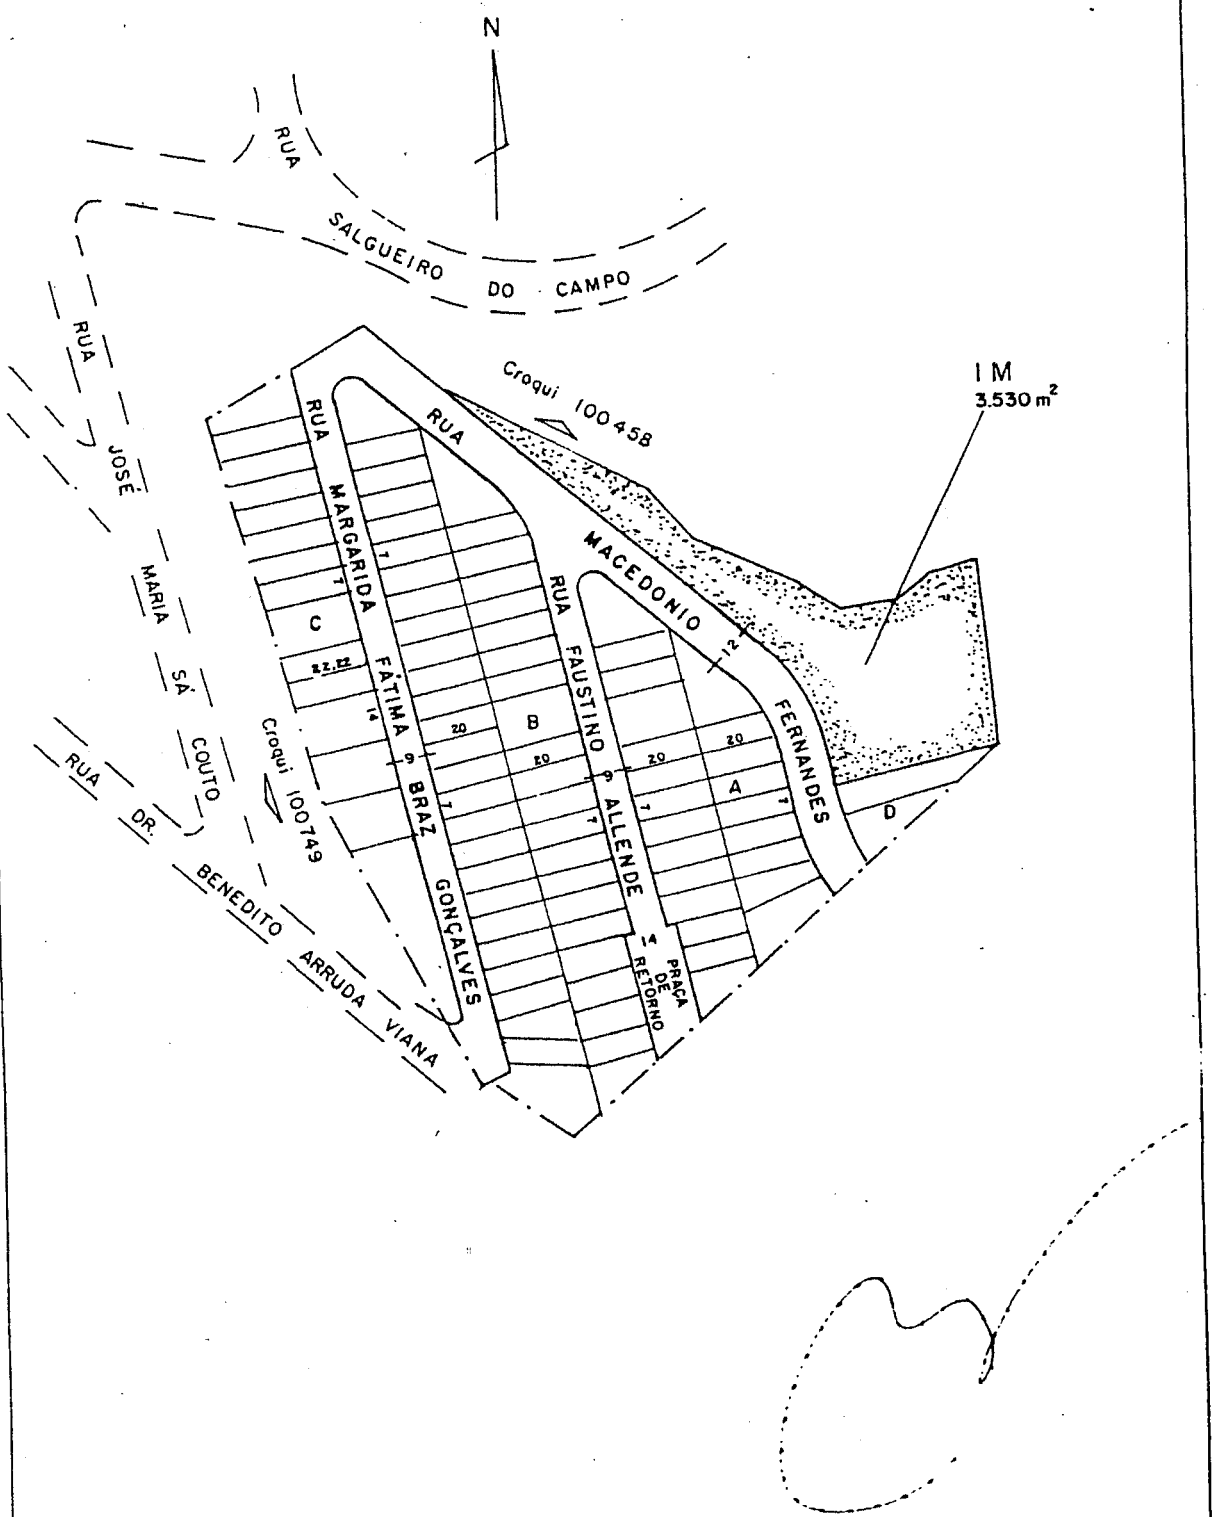 N
RUA
SALGUEIRO DO CAMPO
RUA JOSÉ MARIA SÁ COUTO
Croqui 100458
1M
3.530 m²
RUA MACEDONIO FERNANDES
RUA MARGARIDA FÁTIMA BRAZ GONÇALVES
RUA FAUSTINO ALLENDE
7
7
C
22.22
14
9
7
20
B
20
9
7
7
20
20
A
7
12
D
Croqui 100749
RUA DR. BENEDITO ARRUDA VIANA
14
PRAÇA
DE
RETORNO